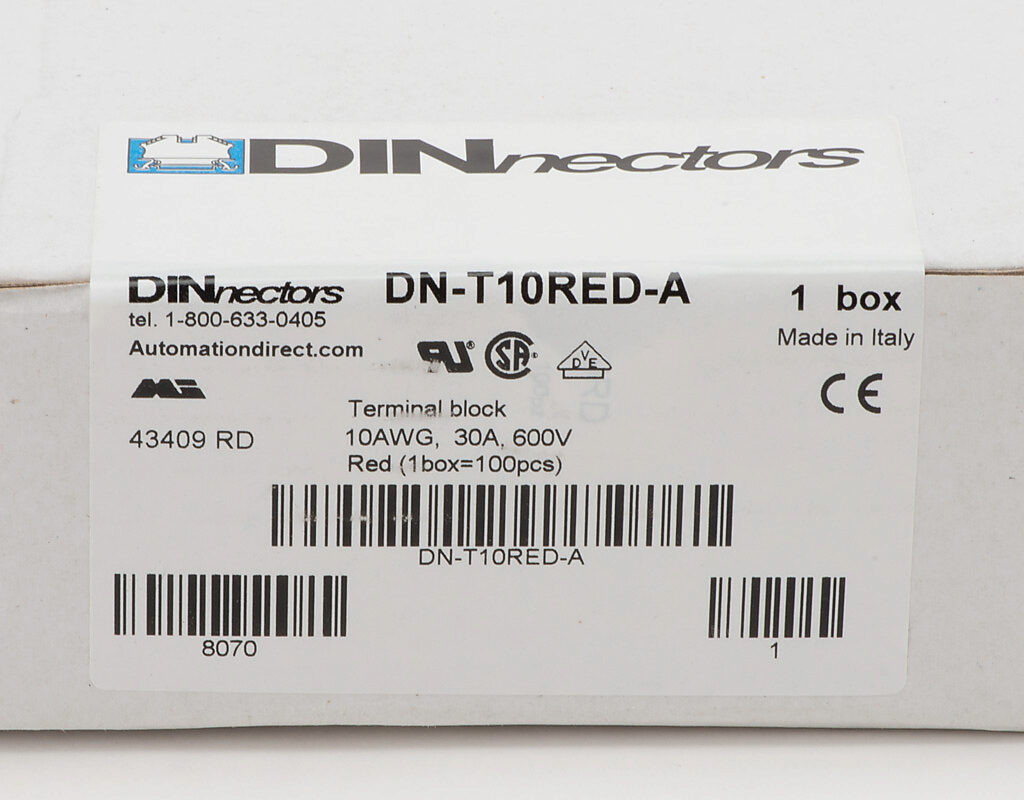 DINnectors
DINnectors DN-T10RED-A 1 box
tel. 1-800-633-0405 Made in Italy
Automationdirect.com
43409 RD
Terminal block
10AWG, 30A, 600V
Red (1box=100pcs)
DN-T10RED-A
8070 1